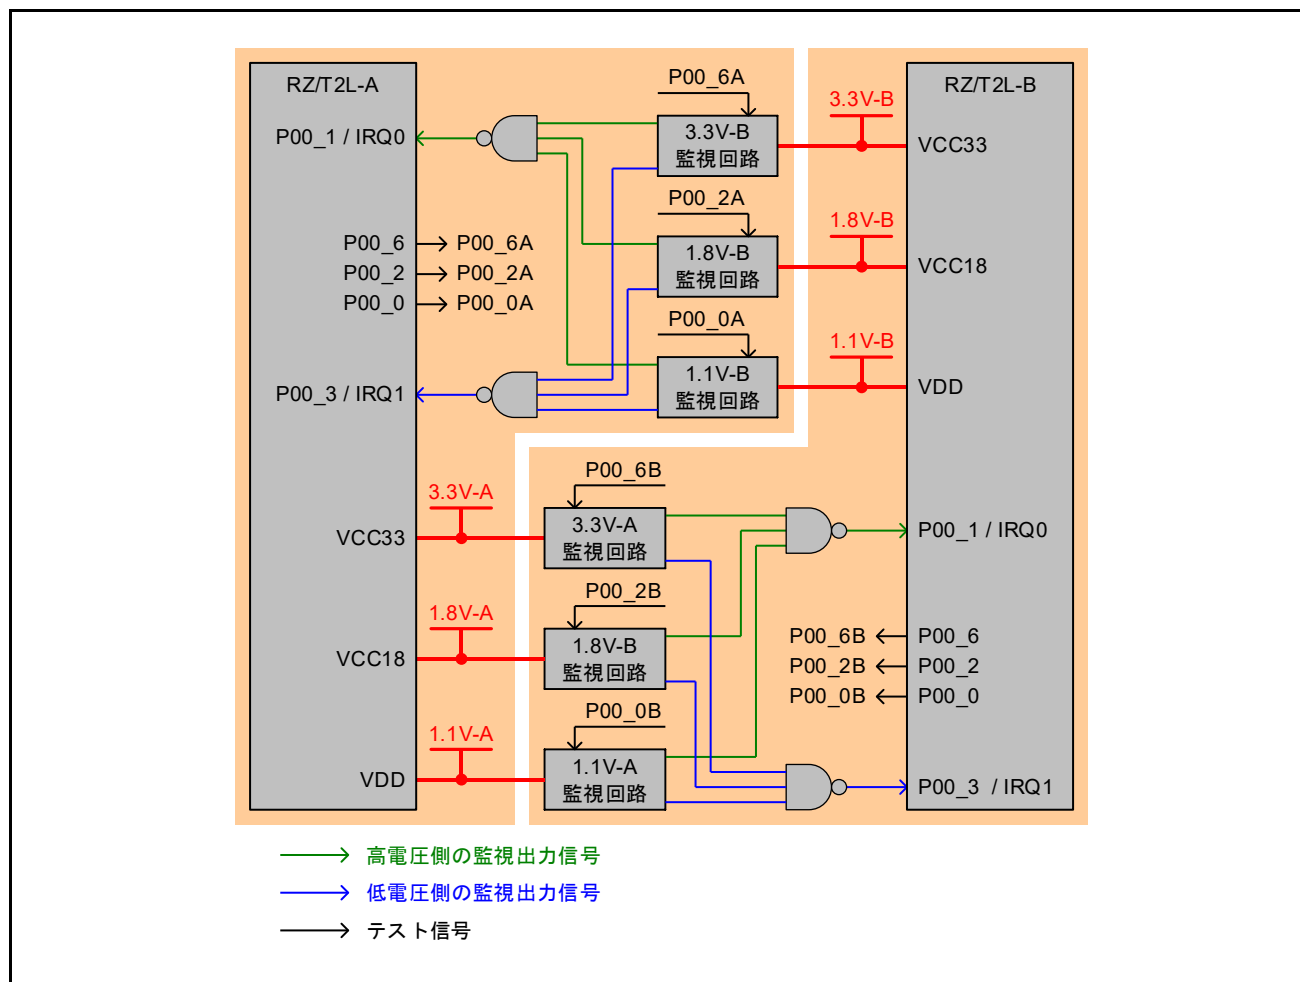 RZ/T2L-A
P00_1 / IRQ0
P00_6
P00_6A
P00_2
P00_2A
P00_0
P00_0A
P00_3 / IRQ1
VCC33
VCC18
VDD
P00_6A
3.3V-B
監視回路
P00_2A
1.8V-B
監視回路
P00_0A
1.1V-B
監視回路
3.3V-B
1.8V-B
1.1V-B
RZ/T2L-B
VCC33
VCC18
VDD
3.3V-A
1.8V-A
1.1V-A
P00_6B
3.3V-A
監視回路
P00_2B
1.8V-B
監視回路
P00_0B
1.1V-A
監視回路
P00_1 / IRQ0
P00_6B
P00_6
P00_2B
P00_2
P00_0B
P00_0
P00_3 / IRQ1
高電圧側の監視出力信号
低電圧側の監視出力信号
テスト信号